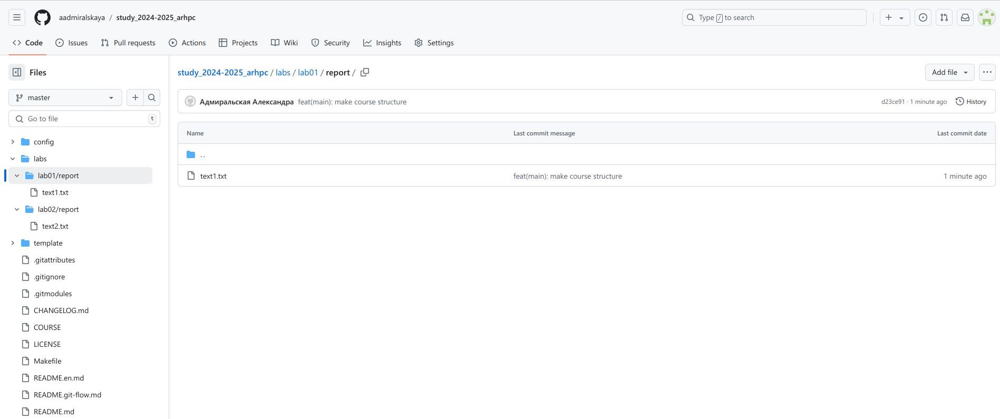 aadmiralskaya / study_2024-2025_arhpc
Type / to search
Code Issues Pull requests Actions Projects Wiki Security Insights Settings
Files
master
Go to file t
config
labs
lab01/report
text1.txt
lab02/report
text2.txt
template
.gitattributes
.gitignore
.gitmodules
CHANGELOG.md
COURSE
LICENSE
Makefile
README.en.md
README.git-flow.md
README.md
study_2024-2025_arhpc / labs / lab01 / report /
Add file
Адмиральская Александра feat(main): make course structure d23ce91 · 1 minute ago History
Name Last commit message Last commit date
..
text1.txt feat(main): make course structure 1 minute ago